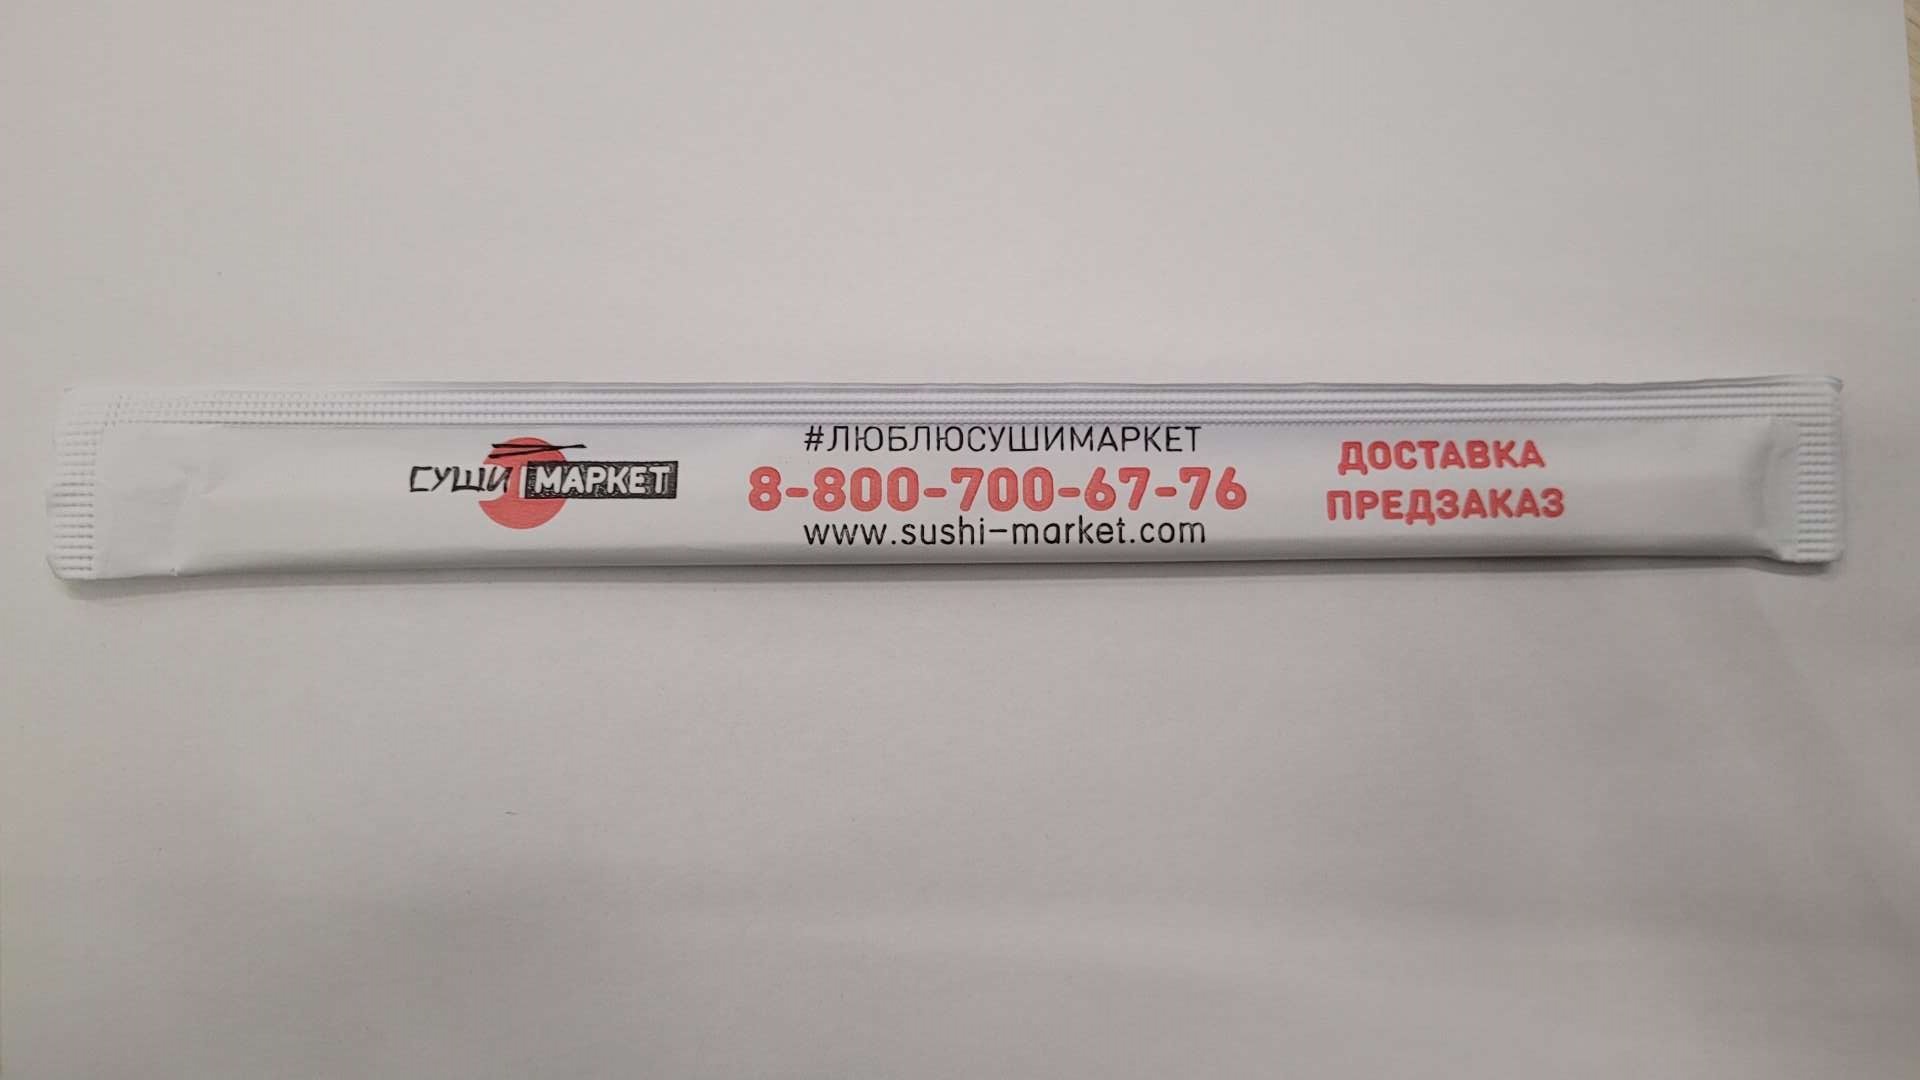 СУШИ МАРКЕТ
#ЛЮБЛЮСУШИМАРКЕТ
8-800-700-67-76
www.sushi-market.com
ДОСТАВКА
ПРЕДЗАКАЗ